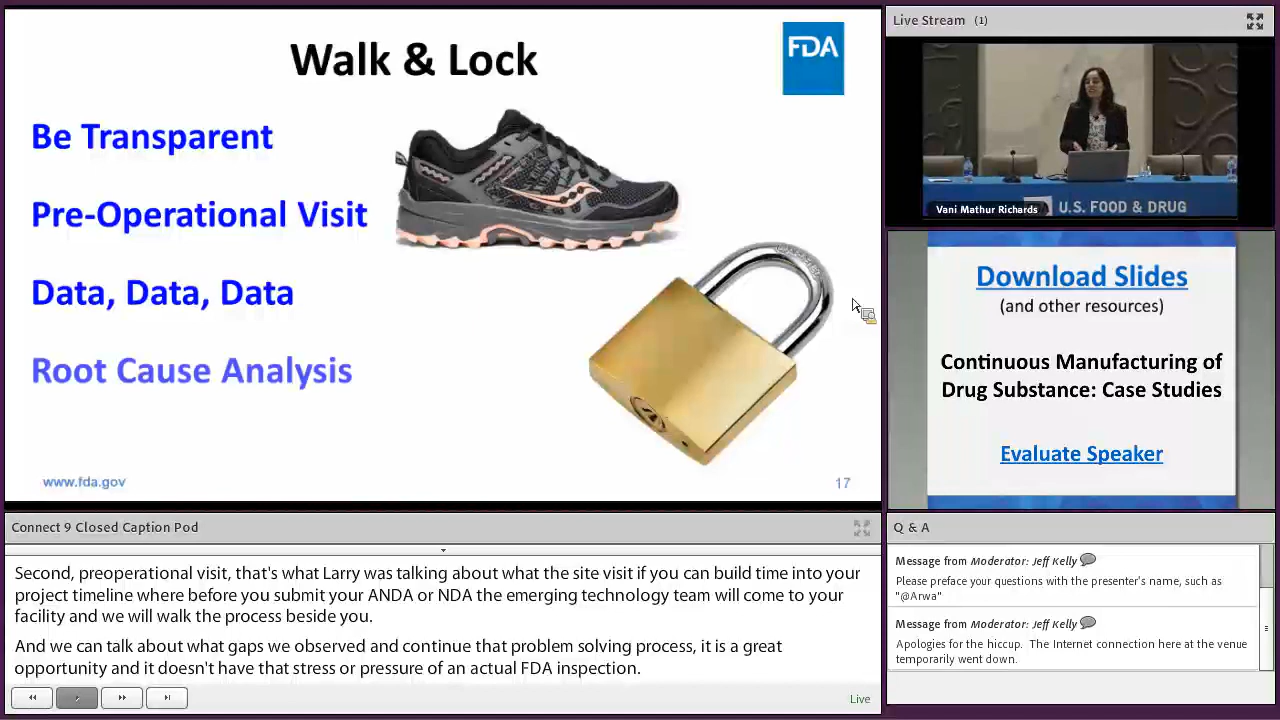 Walk & Lock
FDA
Be Transparent
Pre-Operational Visit
Data, Data, Data
Root Cause Analysis
www.fda.gov
17
Live Stream (1)
Vani Mathur Richards
U.S. FOOD & DRUG
Download Slides
(and other resources)
Continuous Manufacturing of
Drug Substance: Case Studies
Evaluate Speaker
Connect 9 Closed Caption Pod
Second, preoperational visit, that's what Larry was talking about what the site visit if you can build time into your
project timeline where before you submit your ANDA or NDA the emerging technology team will come to your
facility and we will walk the process beside you.
And we can talk about what gaps we observed and continue that problem solving process, it is a great
opportunity and it doesn't have that stress or pressure of an actual FDA inspection.
Live
Q & A
Message from Moderator: Jeff Kelly
Please preface your questions with the presenter's name, such as
"@Arwa"
Message from Moderator: Jeff Kelly
Apologies for the hiccup. The Internet connection here at the venue
temporarily went down.